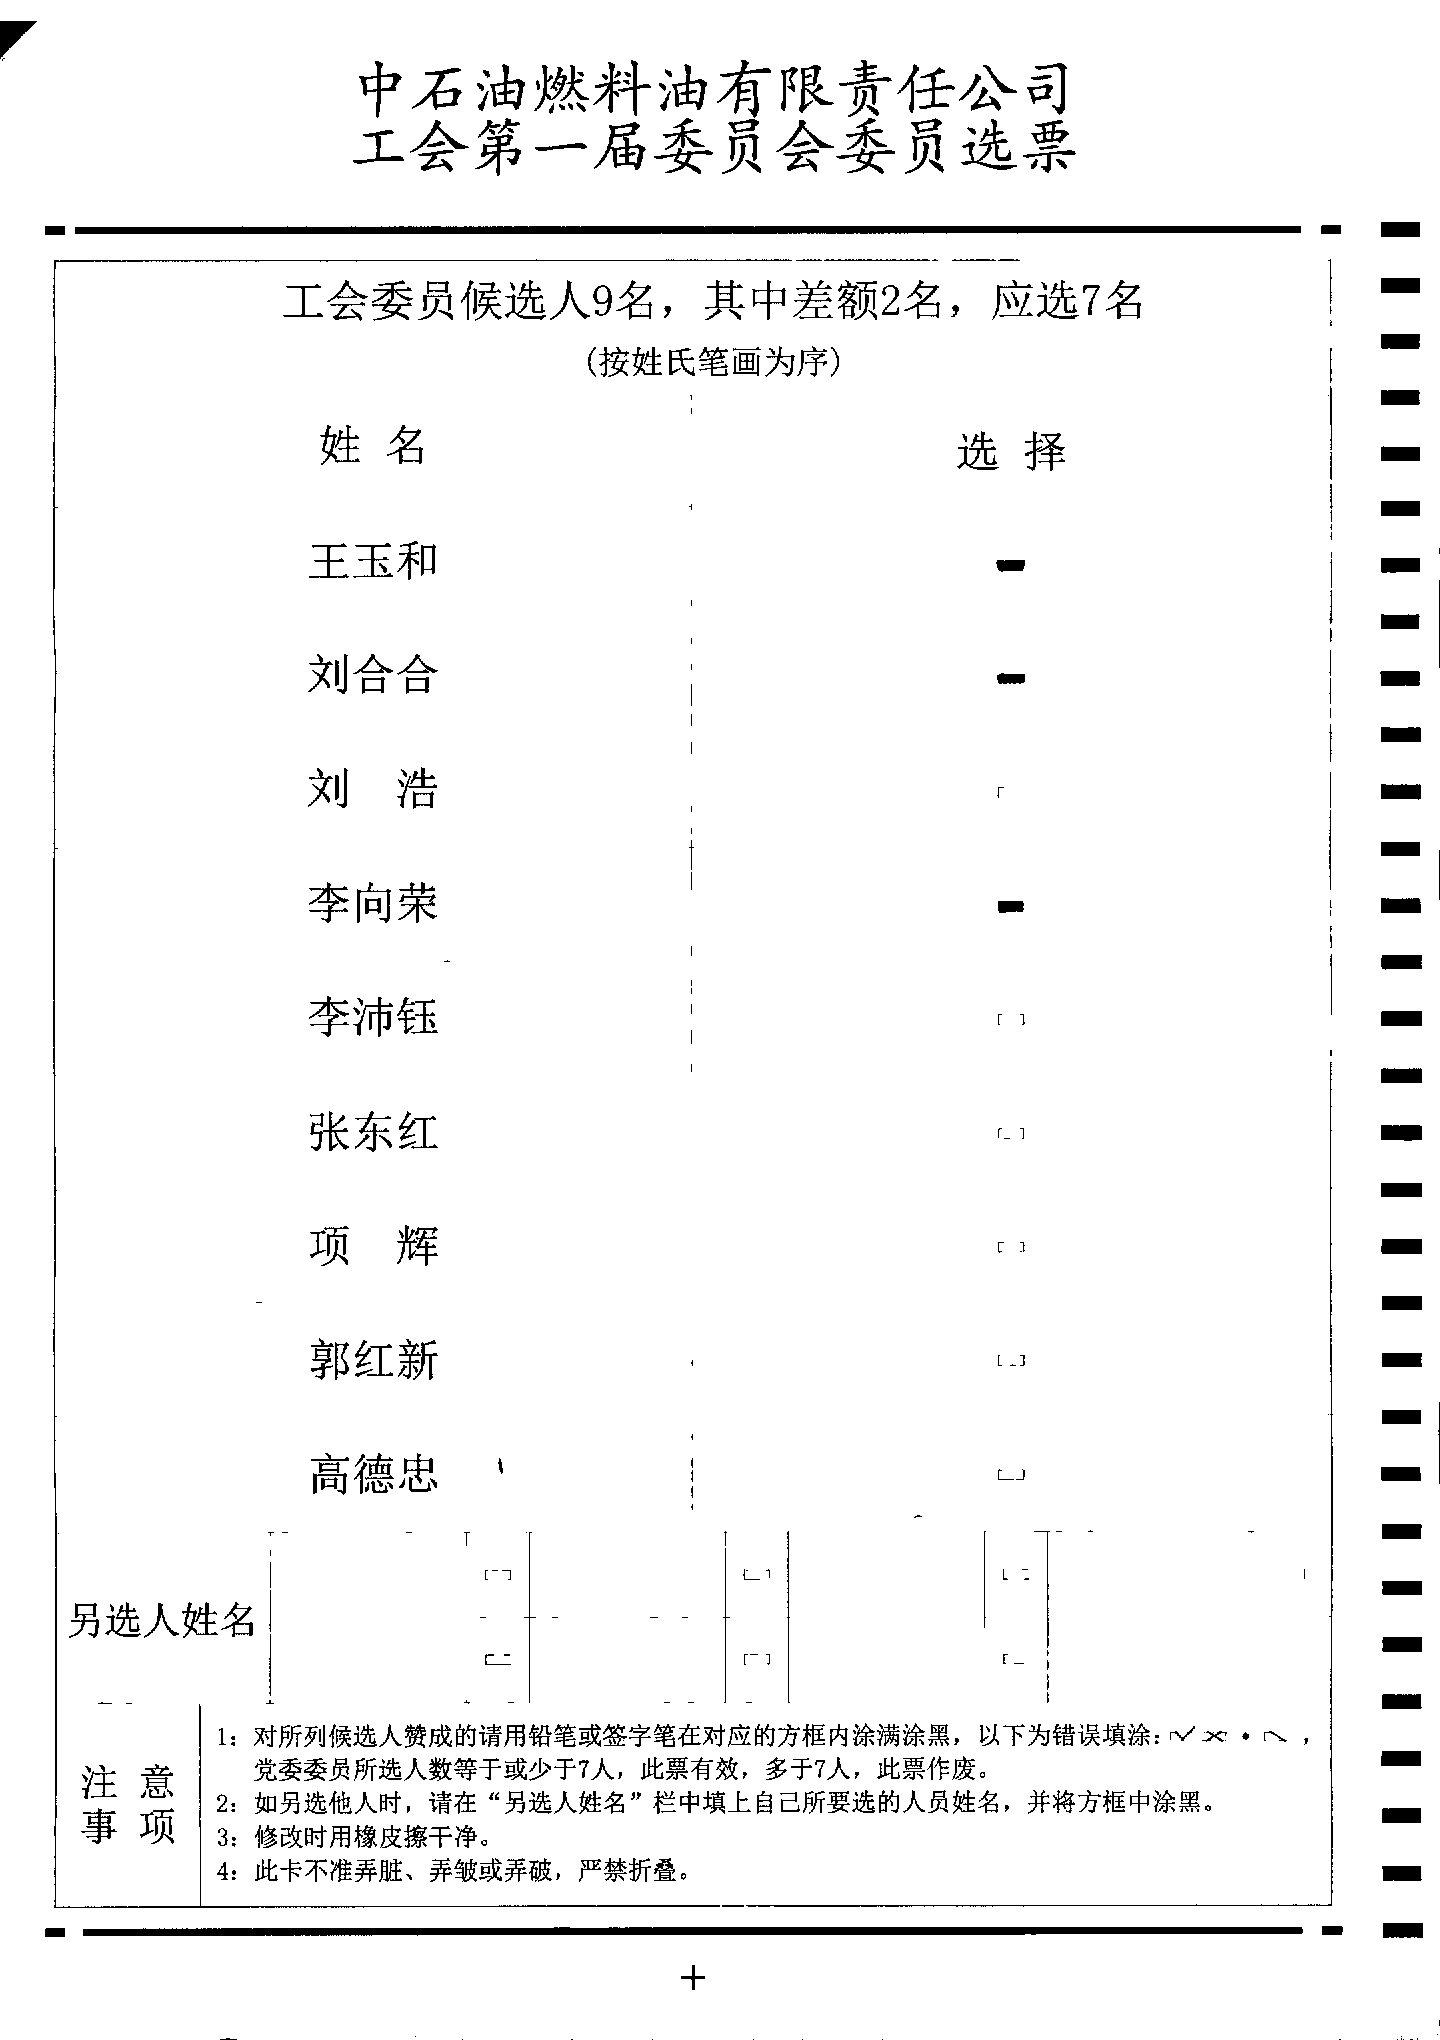 中石油燃料油有限责任公司
工会第一届委员会委员选票
工会委员候选人9名，其中差额2名，应选7名
(按姓氏笔画为序)
姓 名 选 择
王玉和
刘合合
刘 浩
李向荣
李沛钰
张东红
项 辉
郭红新
高德忠
另选人姓名
注 意
事 项
1：对所列候选人赞成的请用铅笔或签字笔在对应的方框内涂满涂黑，以下为错误填涂：
党委委员所选人数等于或少于7人，此票有效，多于7人，此票作废。
2：如另选他人时，请在“另选人姓名”栏中填上自己所要选的人员姓名，并将方框中涂黑。
3：修改时用橡皮擦干净。
4：此卡不准弄脏、弄皱或弄破，严禁折叠。